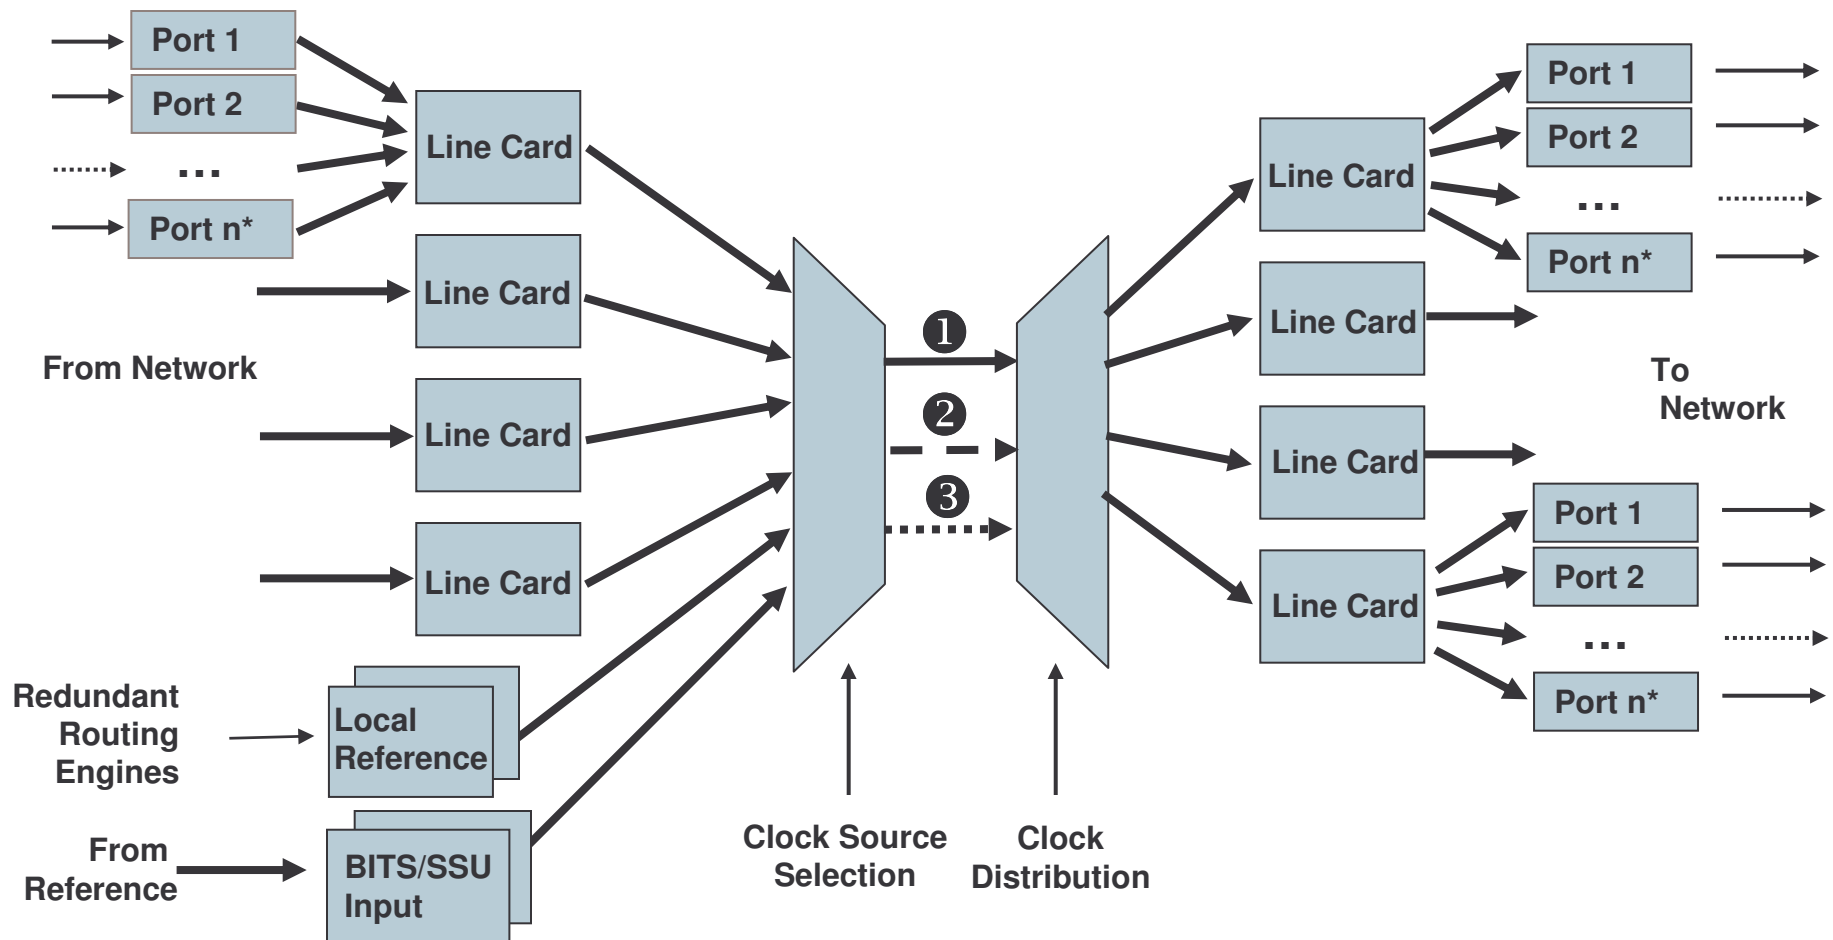 Port 1
Port 2
...
Port n*
Line Card
Line Card
From Network
Line Card
Line Card
Redundant
Routing
Engines
Local
Reference
From
Reference
BITS/SSU
Input
❶
❷
❸
Clock Source
Selection
Clock
Distribution
Line Card
Line Card
Line Card
Line Card
Port 1
Port 2
...
Port n*
To
Network
Port 1
Port 2
...
Port n*